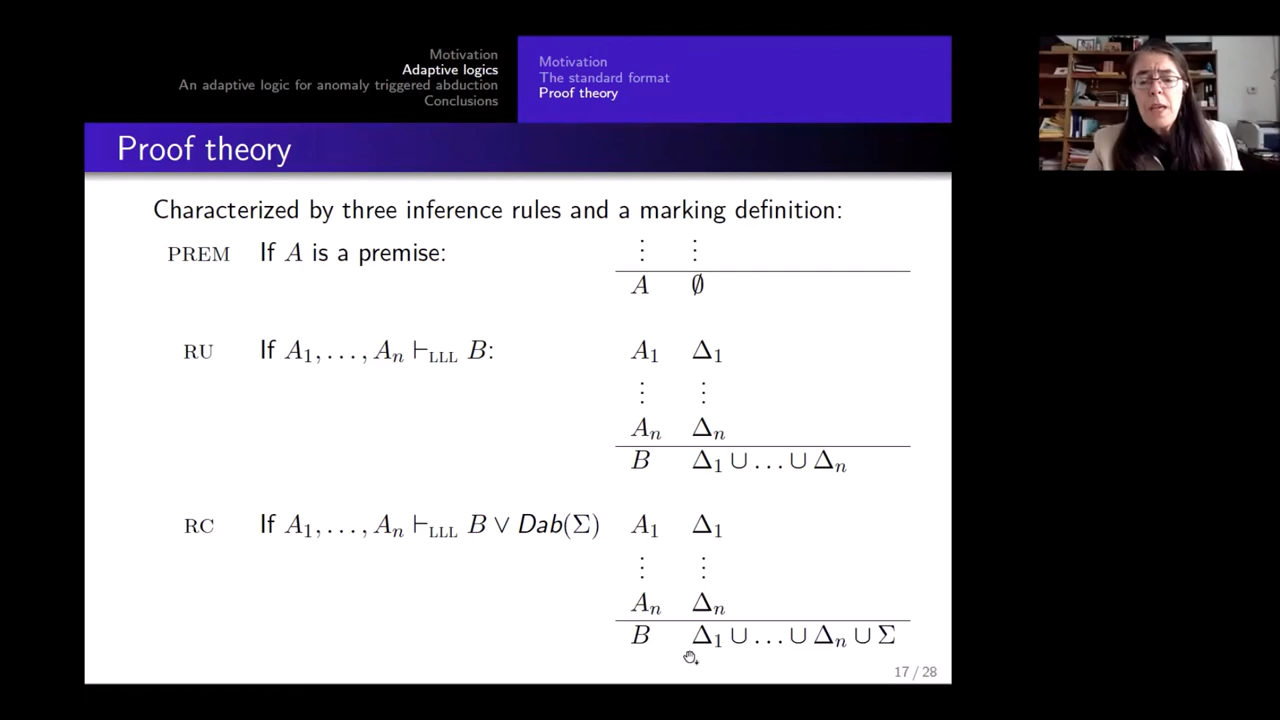 Motivation
Adaptive logics
An adaptive logic for anomaly triggered abduction
Conclusions
Motivation
The standard format
Proof theory
Proof theory
Characterized by three inference rules and a marking definition:
PREM If A is a premise: ⋮ ⋮
A ∅
RU If A₁, …, Aₙ ⊢LLL B: A₁ Δ₁
⋮ ⋮
Aₙ Δₙ
B Δ₁ ∪ … ∪ Δₙ
RC If A₁, …, Aₙ ⊢LLL B ∨ Dab(Σ) A₁ Δ₁
⋮ ⋮
Aₙ Δₙ
B Δ₁ ∪ … ∪ Δₙ ∪ Σ
17 / 28